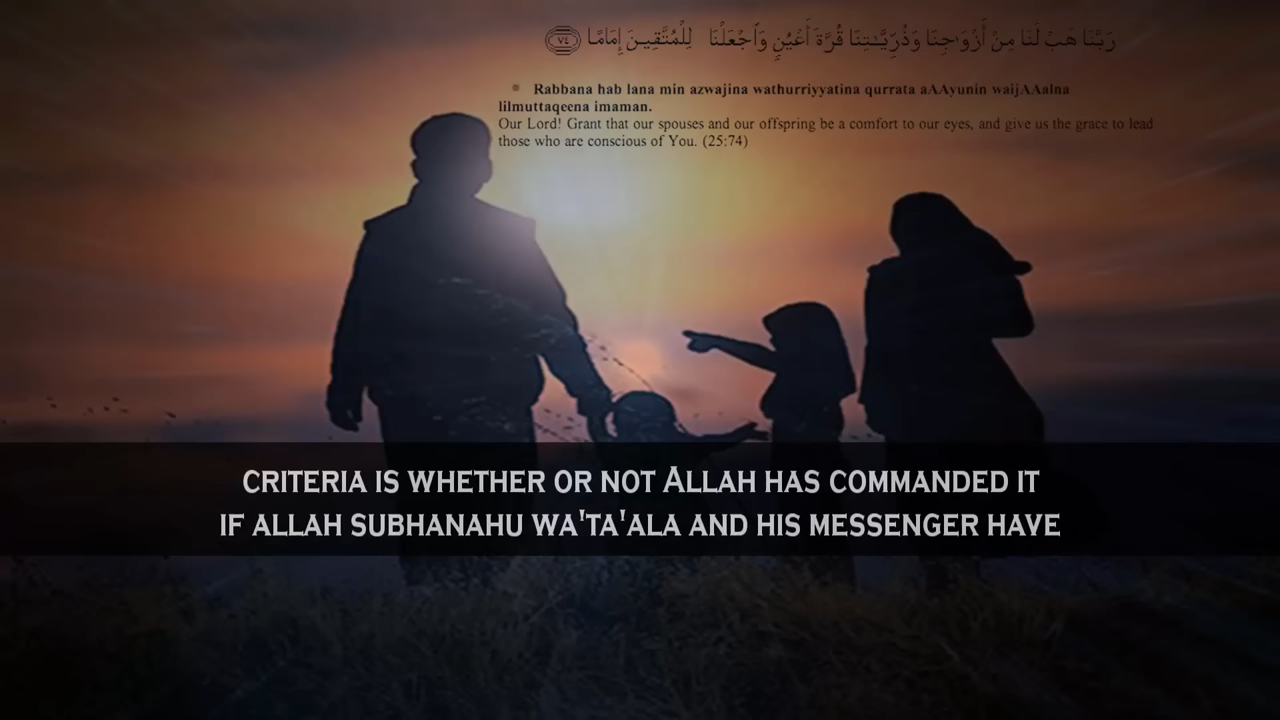 رَبَّنَا هَبْ لَنَا مِنْ أَزْوَٰجِنَا وَذُرِّيَّـٰتِنَا قُرَّةَ أَعْيُنٍ وَٱجْعَلْنَا لِلْمُتَّقِينَ إِمَامًا ٧٤
Rabbana hab lana min azwajina wathurriyyatina qurrata aAAyunin waijAAalna
lilmuttaqeena imaman.
Our Lord! Grant that our spouses and our offspring be a comfort to our eyes, and give us the grace to lead
those who are conscious of You. (25:74)
CRITERIA IS WHETHER OR NOT ALLAH HAS COMMANDED IT
IF ALLAH SUBHANAHU WA'TA'ALA AND HIS MESSENGER HAVE